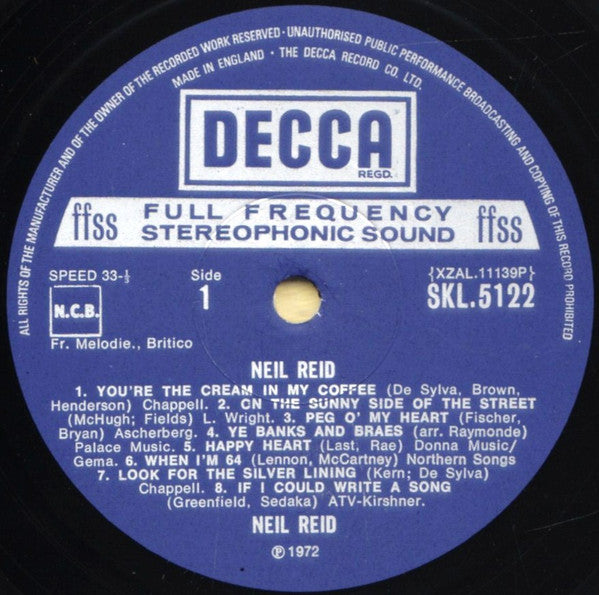 ALL RIGHTS OF THE MANUFACTURER AND OF THE OWNER OF THE RECORDED WORK RESERVED · UNAUTHORISED PUBLIC PERFORMANCE BROADCASTING AND COPYING OF THIS RECORD PROHIBITED
MADE IN ENGLAND · THE DECCA RECORD CO. LTD.
DECCA
REGD.
ffss FULL FREQUENCY STEREOPHONIC SOUND ffss
SPEED 33-⅓ Side {XZAL.11139P}
N.C.B. 1 SKL.5122
Fr. Melodie., Britico
NEIL REID
1. YOU'RE THE CREAM IN MY COFFEE (De Sylva, Brown,
Henderson) Chappell. 2. ON THE SUNNY SIDE OF THE STREET
(McHugh; Fields) L. Wright. 3. PEG O' MY HEART (Fischer,
Bryan) Ascherberg. 4. YE BANKS AND BRAES (arr. Raymonde)
Palace Music. 5. HAPPY HEART (Last, Rae) Donna Music/
Gema. 6. WHEN I'M 64 (Lennon, McCartney) Northern Songs
7. LOOK FOR THE SILVER LINING (Kern; De Sylva)
Chappell. 8. IF I COULD WRITE A SONG
(Greenfield, Sedaka) ATV-Kirshner.
NEIL REID
℗ 1972